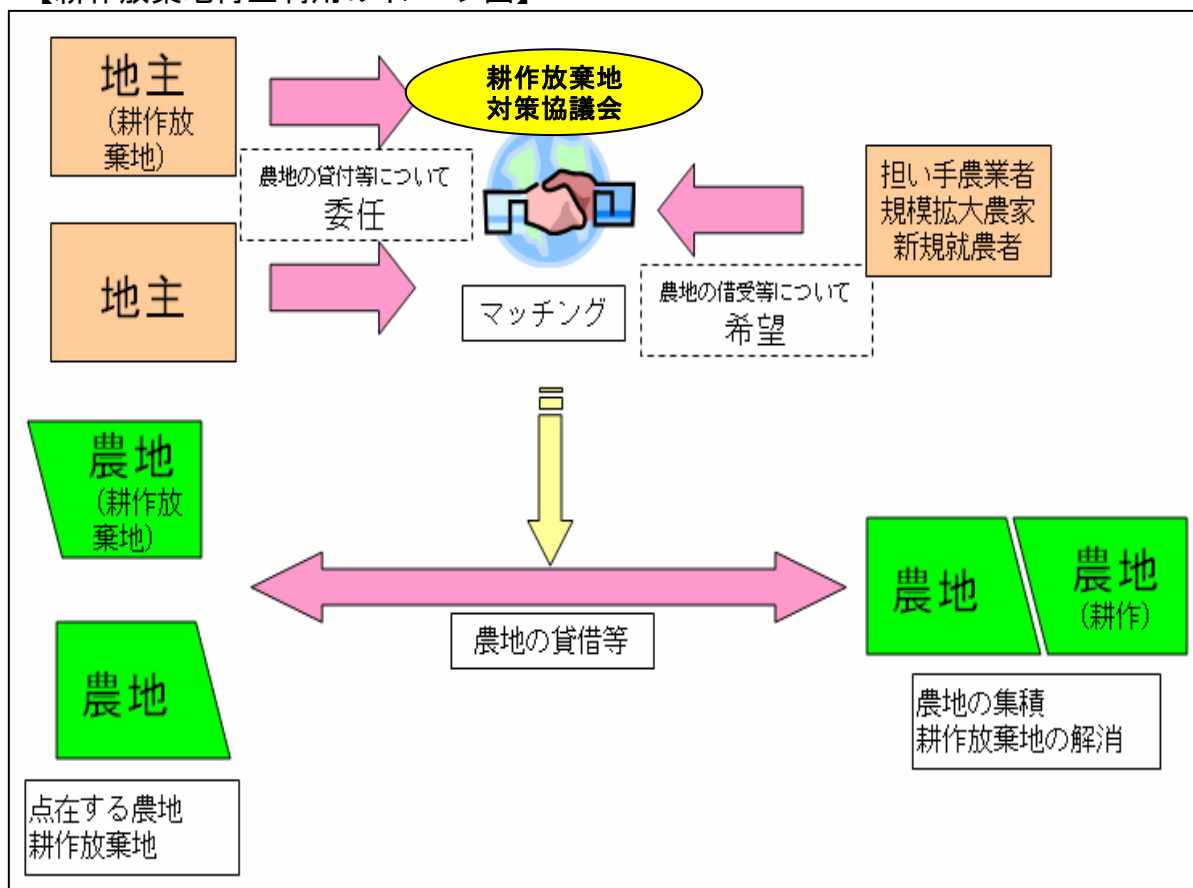 地主
(耕作放
棄地)
耕作放棄地
対策協議会
農地の貸付等について
委任
担い手農業者
規模拡大農家
新規就農者
地主
マッチング
農地の借受等について
希望
農地
(耕作放
棄地)
農地
農地の貸借等
農地
農地
(耕作)
農地の集積
耕作放棄地の解消
点在する農地
耕作放棄地